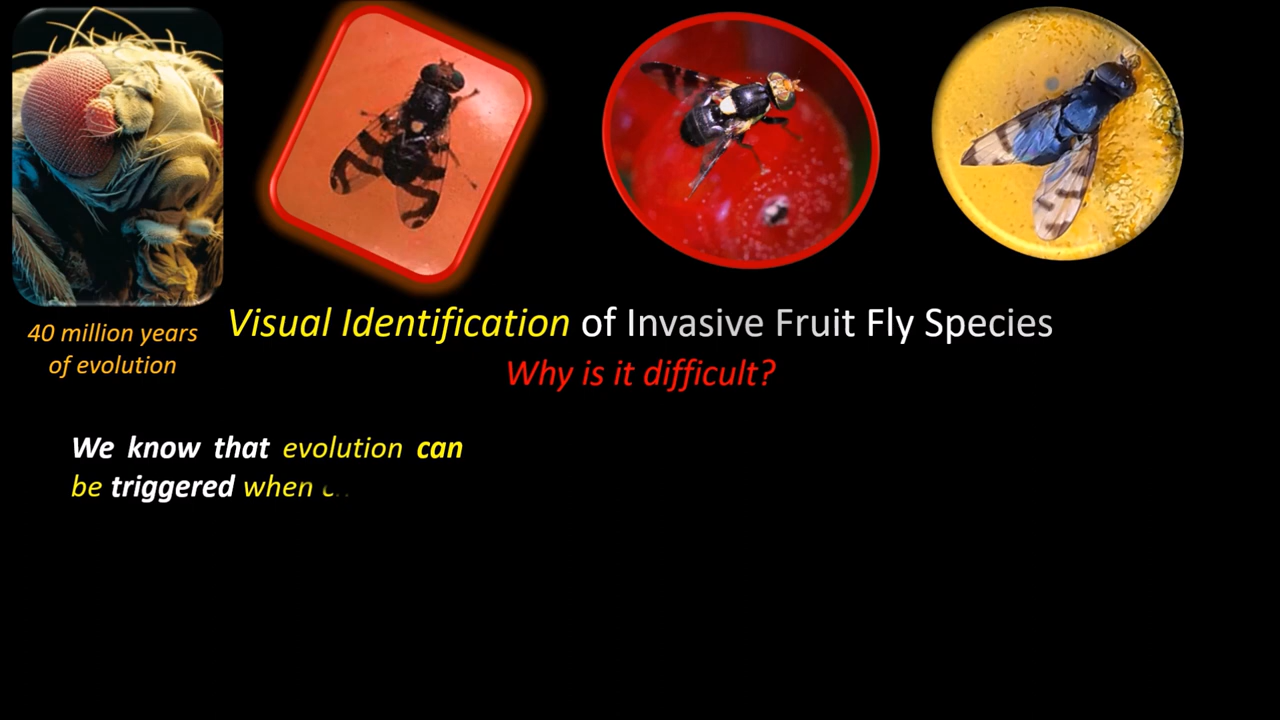 40 million years
of evolution
Visual Identification of Invasive Fruit Fly Species
Why is it difficult?
We know that evolution can
be triggered when